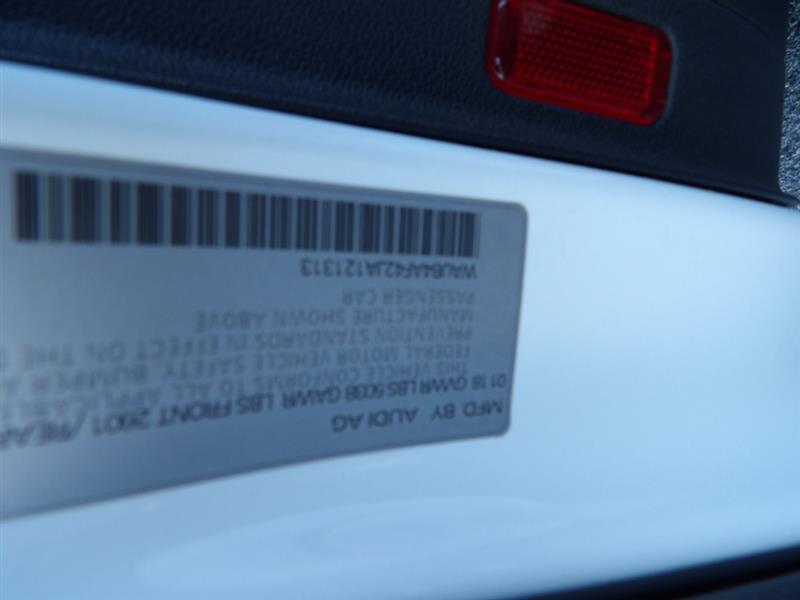 MFD. BY AUDI AG
01.18 GVWR LBS 5038 GAWR LBS FRONT 2601 / REAR
THIS VEHICLE CONFORMS TO ALL APPLICABLE
FEDERAL MOTOR VEHICLE SAFETY, BUMPER
PREVENTION STANDARDS IN EFFECT ON THE
MANUFACTURE SHOWN ABOVE
PASSENGER CAR
WAUB4AF42JA121313